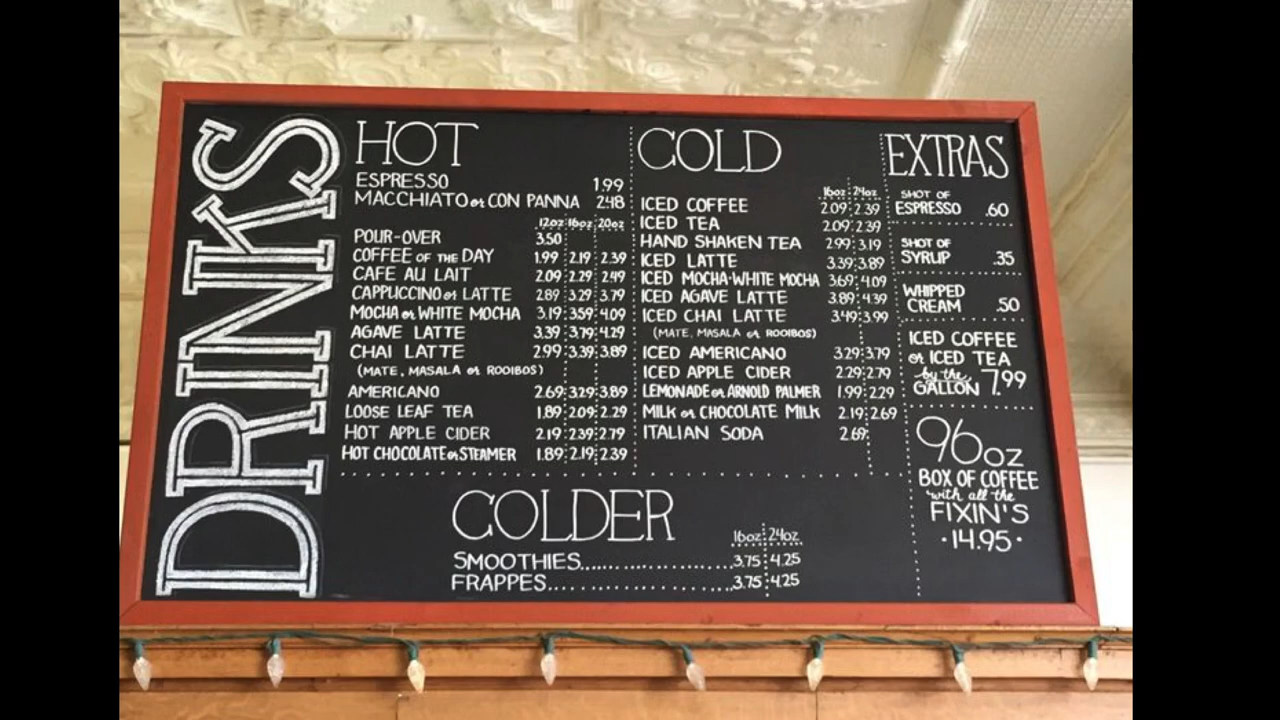 DRINKS
HOT
ESPRESSO 1.99
MACCHIATO or CON PANNA 2.48
12oz 16oz 20oz
POUR-OVER 3.50
COFFEE OF THE DAY 1.99 2.19 2.39
CAFE AU LAIT 2.09 2.29 2.49
CAPPUCCINO or LATTE 2.89 3.29 3.79
MOCHA or WHITE MOCHA 3.19 3.59 4.09
AGAVE LATTE 3.39 3.79 4.29
CHAI LATTE 2.99 3.39 3.89
(MATE, MASALA or ROOIBOS)
AMERICANO 2.69 3.29 3.89
LOOSE LEAF TEA 1.89 2.09 2.29
HOT APPLE CIDER 2.19 2.39 2.79
HOT CHOCOLATE or STEAMER 1.89 2.19 2.39
COLD
16oz 24oz
ICED COFFEE 2.09 2.39
ICED TEA 2.09 2.39
HAND SHAKEN TEA 2.99 3.19
ICED LATTE 3.39 3.89
ICED MOCHA·WHITE MOCHA 3.69 4.09
ICED AGAVE LATTE 3.89 4.39
ICED CHAI LATTE 3.49 3.99
(MATE, MASALA or ROOIBOS)
ICED AMERICANO 3.29 3.79
ICED APPLE CIDER 2.29 2.79
LEMONADE or ARNOLD PALMER 1.99 2.29
MILK or CHOCOLATE MILK 2.19 2.69
ITALIAN SODA 2.69
EXTRAS
SHOT OF
ESPRESSO .60
SHOT OF
SYRUP .35
WHIPPED
CREAM .50
ICED COFFEE
or ICED TEA
by the
GALLON 7.99
96oz
BOX OF COFFEE
with all the
FIXIN'S
·14.95·
COLDER
16oz 24oz
SMOOTHIES 3.75 4.25
FRAPPES 3.75 4.25